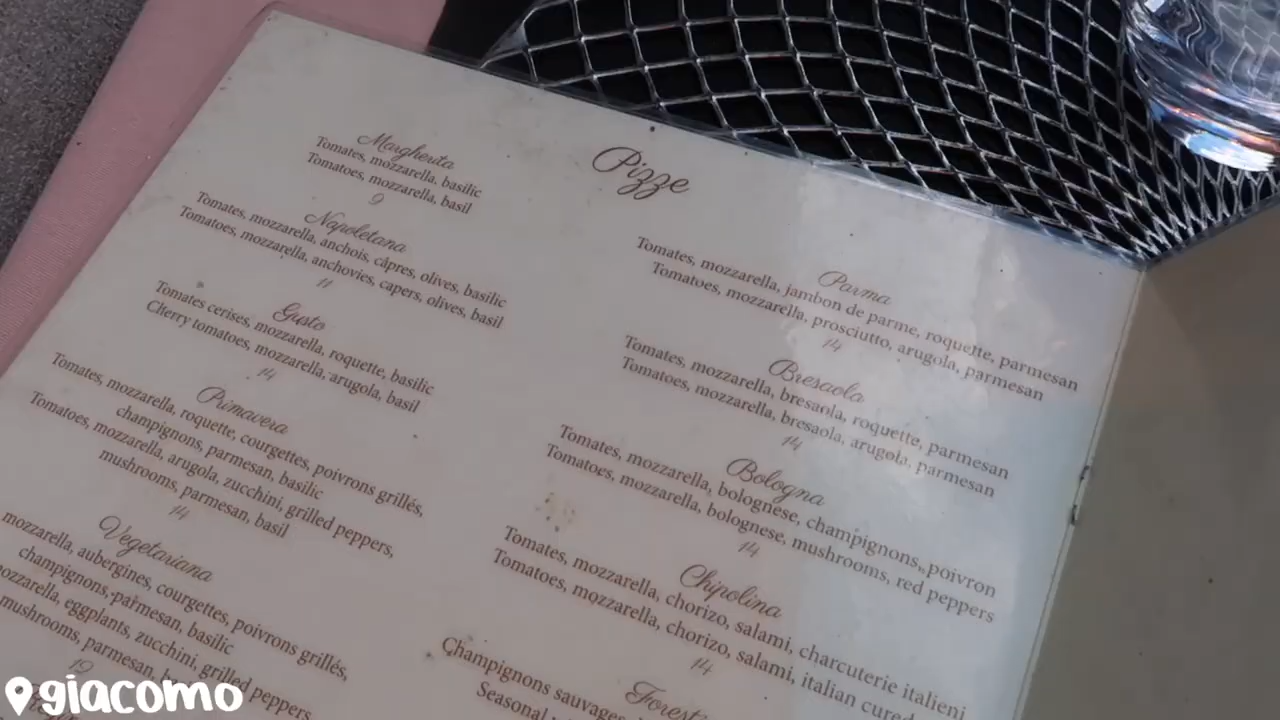 Pizze
Margherita
Tomates, mozzarella, basilic
Tomatoes, mozzarella, basil
9
Napoletana
Tomates, mozzarella, anchois, câpres, olives, basilic
Tomatoes, mozzarella, anchovies, capers, olives, basil
11
Gusto
Tomates cerises, mozzarella, roquette, basilic
Cherry tomatoes, mozzarella, arugola, basil
14
Primavera
Tomates, mozzarella, roquette, courgettes, poivrons grillés,
champignons, parmesan, basilic
Tomatoes, mozzarella, arugola, zucchini, grilled peppers,
mushrooms, parmesan, basil
14
Vegetariana
mozzarella, aubergines, courgettes, poivrons grillés,
champignons, parmesan, basilic
eggplants, zucchini, grilled peppers
mushrooms, parmesan,
12
Parma
Tomates, mozzarella, jambon de parme, roquette, parmesan
Tomatoes, mozzarella, prosciutto, arugola, parmesan
14
Bresaola
Tomates, mozzarella, bresaola, roquette, parmesan
Tomatoes, mozzarella, bresaola, arugola, parmesan
14
Bologna
Tomates, mozzarella, bolognese, champignons, poivron
Tomatoes, mozzarella, bolognese, mushrooms, red peppers
14
Chipolina
Tomates, mozzarella, chorizo, salami, charcuterie italieni
Tomatoes, mozzarella, chorizo, salami, italian cured
14
Champignons sauvages
Seasonal
giacomo